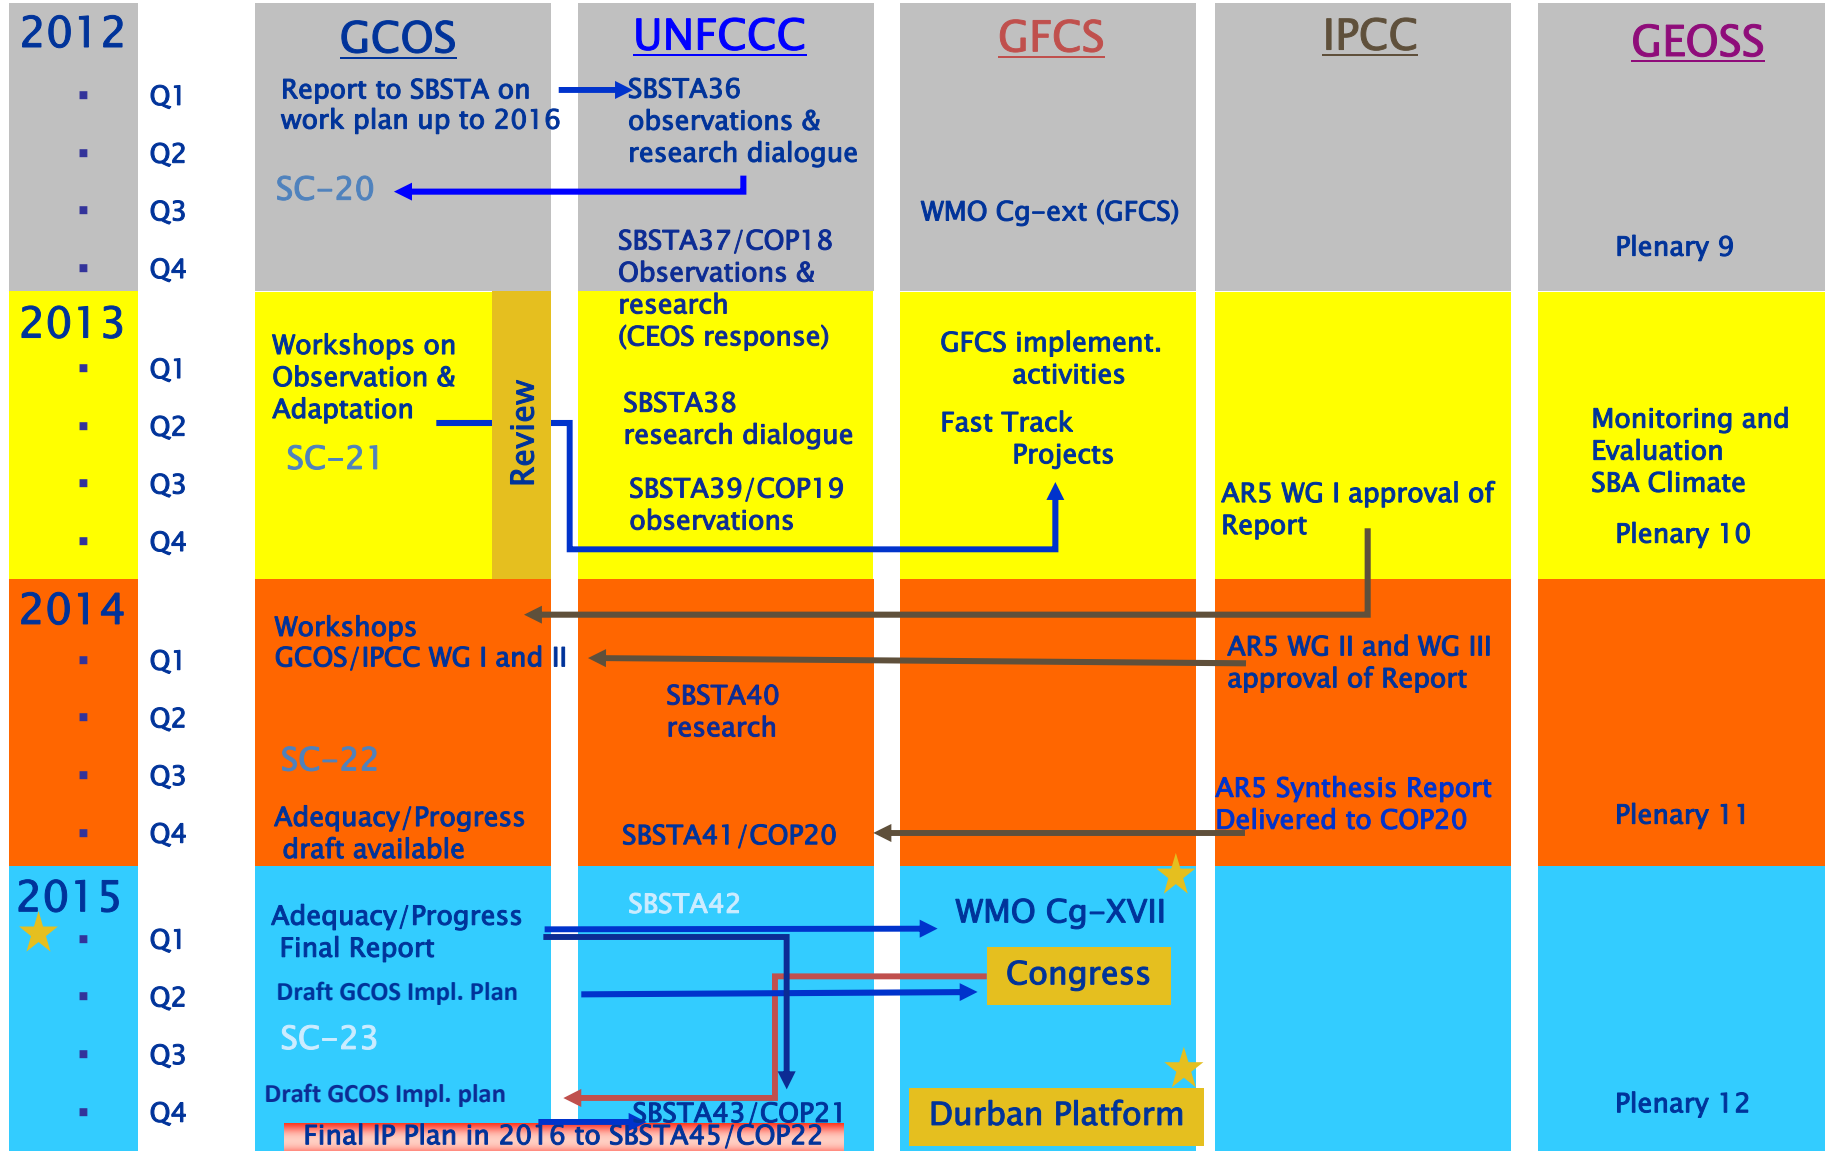 2012
GCOS
UNFCCC
GFCS
IPCC
GEOSS
Q1
Report to SBSTA on
work plan up to 2016
SBSTA36
observations &
research dialogue
Q2
SC-20
Q3
WMO Cg-ext (GFCS)
SBSTA37/COP18
Observations &
research
(CEOS response)
Q4
Plenary 9
2013
Workshops on
Observation &
Adaptation
Review
GFCS implement.
activities
Q1
SBSTA38
research dialogue
Fast Track
Projects
Q2
Monitoring and
Evaluation
SBA Climate
SC-21
Q3
SBSTA39/COP19
observations
AR5 WG I approval of
Report
Q4
Plenary 10
2014
Workshops
GCOS/IPCC WG I and II
AR5 WG II and WG III
approval of Report
Q1
SBSTA40
research
Q2
SC-22
Q3
AR5 Synthesis Report
Delivered to COP20
Adequacy/Progress
draft available
Q4
SBSTA41/COP20
Plenary 11
2015
Adequacy/Progress
Final Report
SBSTA42
WMO Cg-XVII
Q1
Congress
Q2
Draft GCOS Impl. Plan
SC-23
Q3
Draft GCOS Impl. plan
Q4
SBSTA43/COP21
Durban Platform
Plenary 12
Final IP Plan in 2016 to SBSTA45/COP22